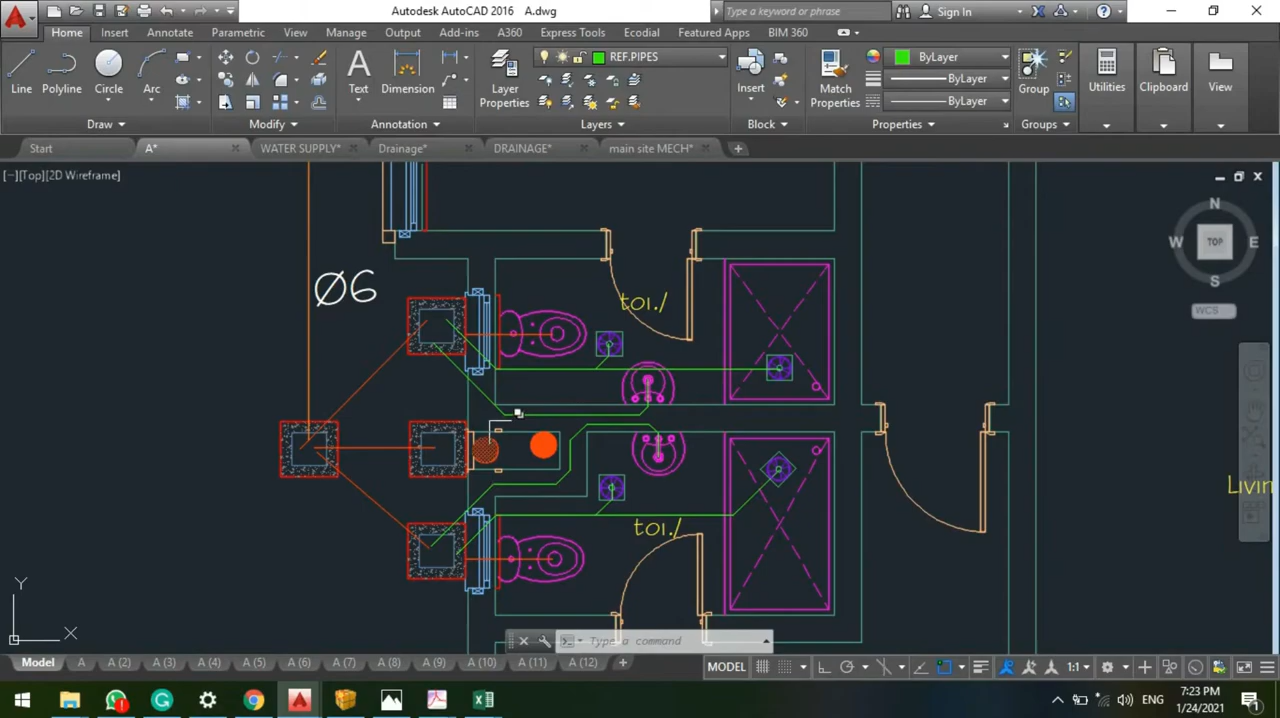 Autodesk AutoCAD 2016 A.dwg
Type a keyword or phrase
Sign In
Home Insert Annotate Parametric View Manage Output Add-ins A360 Express Tools Ecodial Featured Apps BIM 360
Line Polyline Circle Arc Text Dimension Layer Properties REF.PIPES Insert Match Properties ByLayer ByLayer ByLayer Group Utilities Clipboard View
Draw Modify Annotation Layers Block Properties Groups
Start A* WATER SUPPLY* Drainage* DRAINAGE* main site MECH*
[−][Top][2D Wireframe]
N
W TOP E
S
WCS
Ø6
toi./
Livin
toi./
Y
X
Type a command
Model A A (2) A (3) A (4) A (5) A (6) A (7) A (8) A (9) A (10) A (11) A (12) MODEL 1:1
ENG 7:23 PM
1/24/2021